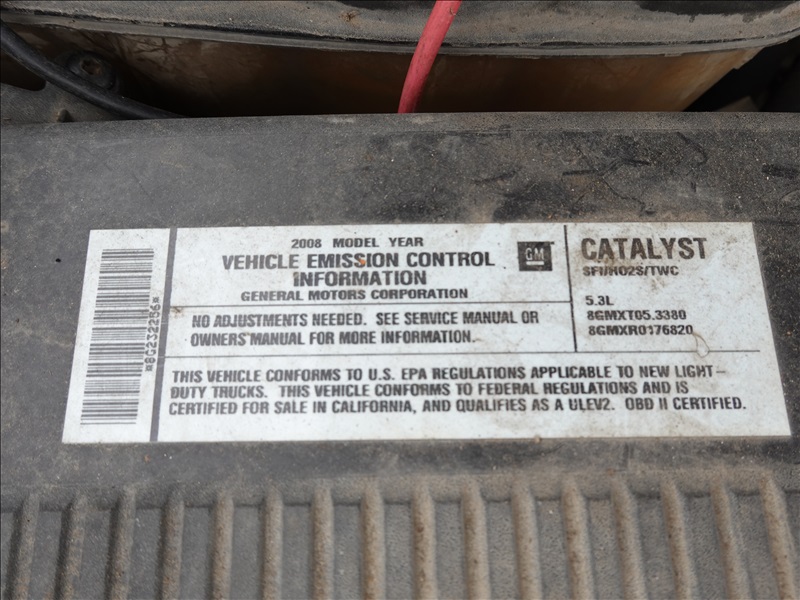 2008 MODEL YEAR
VEHICLE EMISSION CONTROL
INFORMATION
GENERAL MOTORS CORPORATION
GM
NO ADJUSTMENTS NEEDED. SEE SERVICE MANUAL OR
OWNERS MANUAL FOR MORE INFORMATION.
CATALYST
SFI/HO2S/TWC
5.3L
8GMXT05.3380
8GMXR0176820
THIS VEHICLE CONFORMS TO U.S. EPA REGULATIONS APPLICABLE TO NEW LIGHT-
DUTY TRUCKS. THIS VEHICLE CONFORMS TO FEDERAL REGULATIONS AND IS
CERTIFIED FOR SALE IN CALIFORNIA, AND QUALIFIES AS A ULEV2. OBD II CERTIFIED.